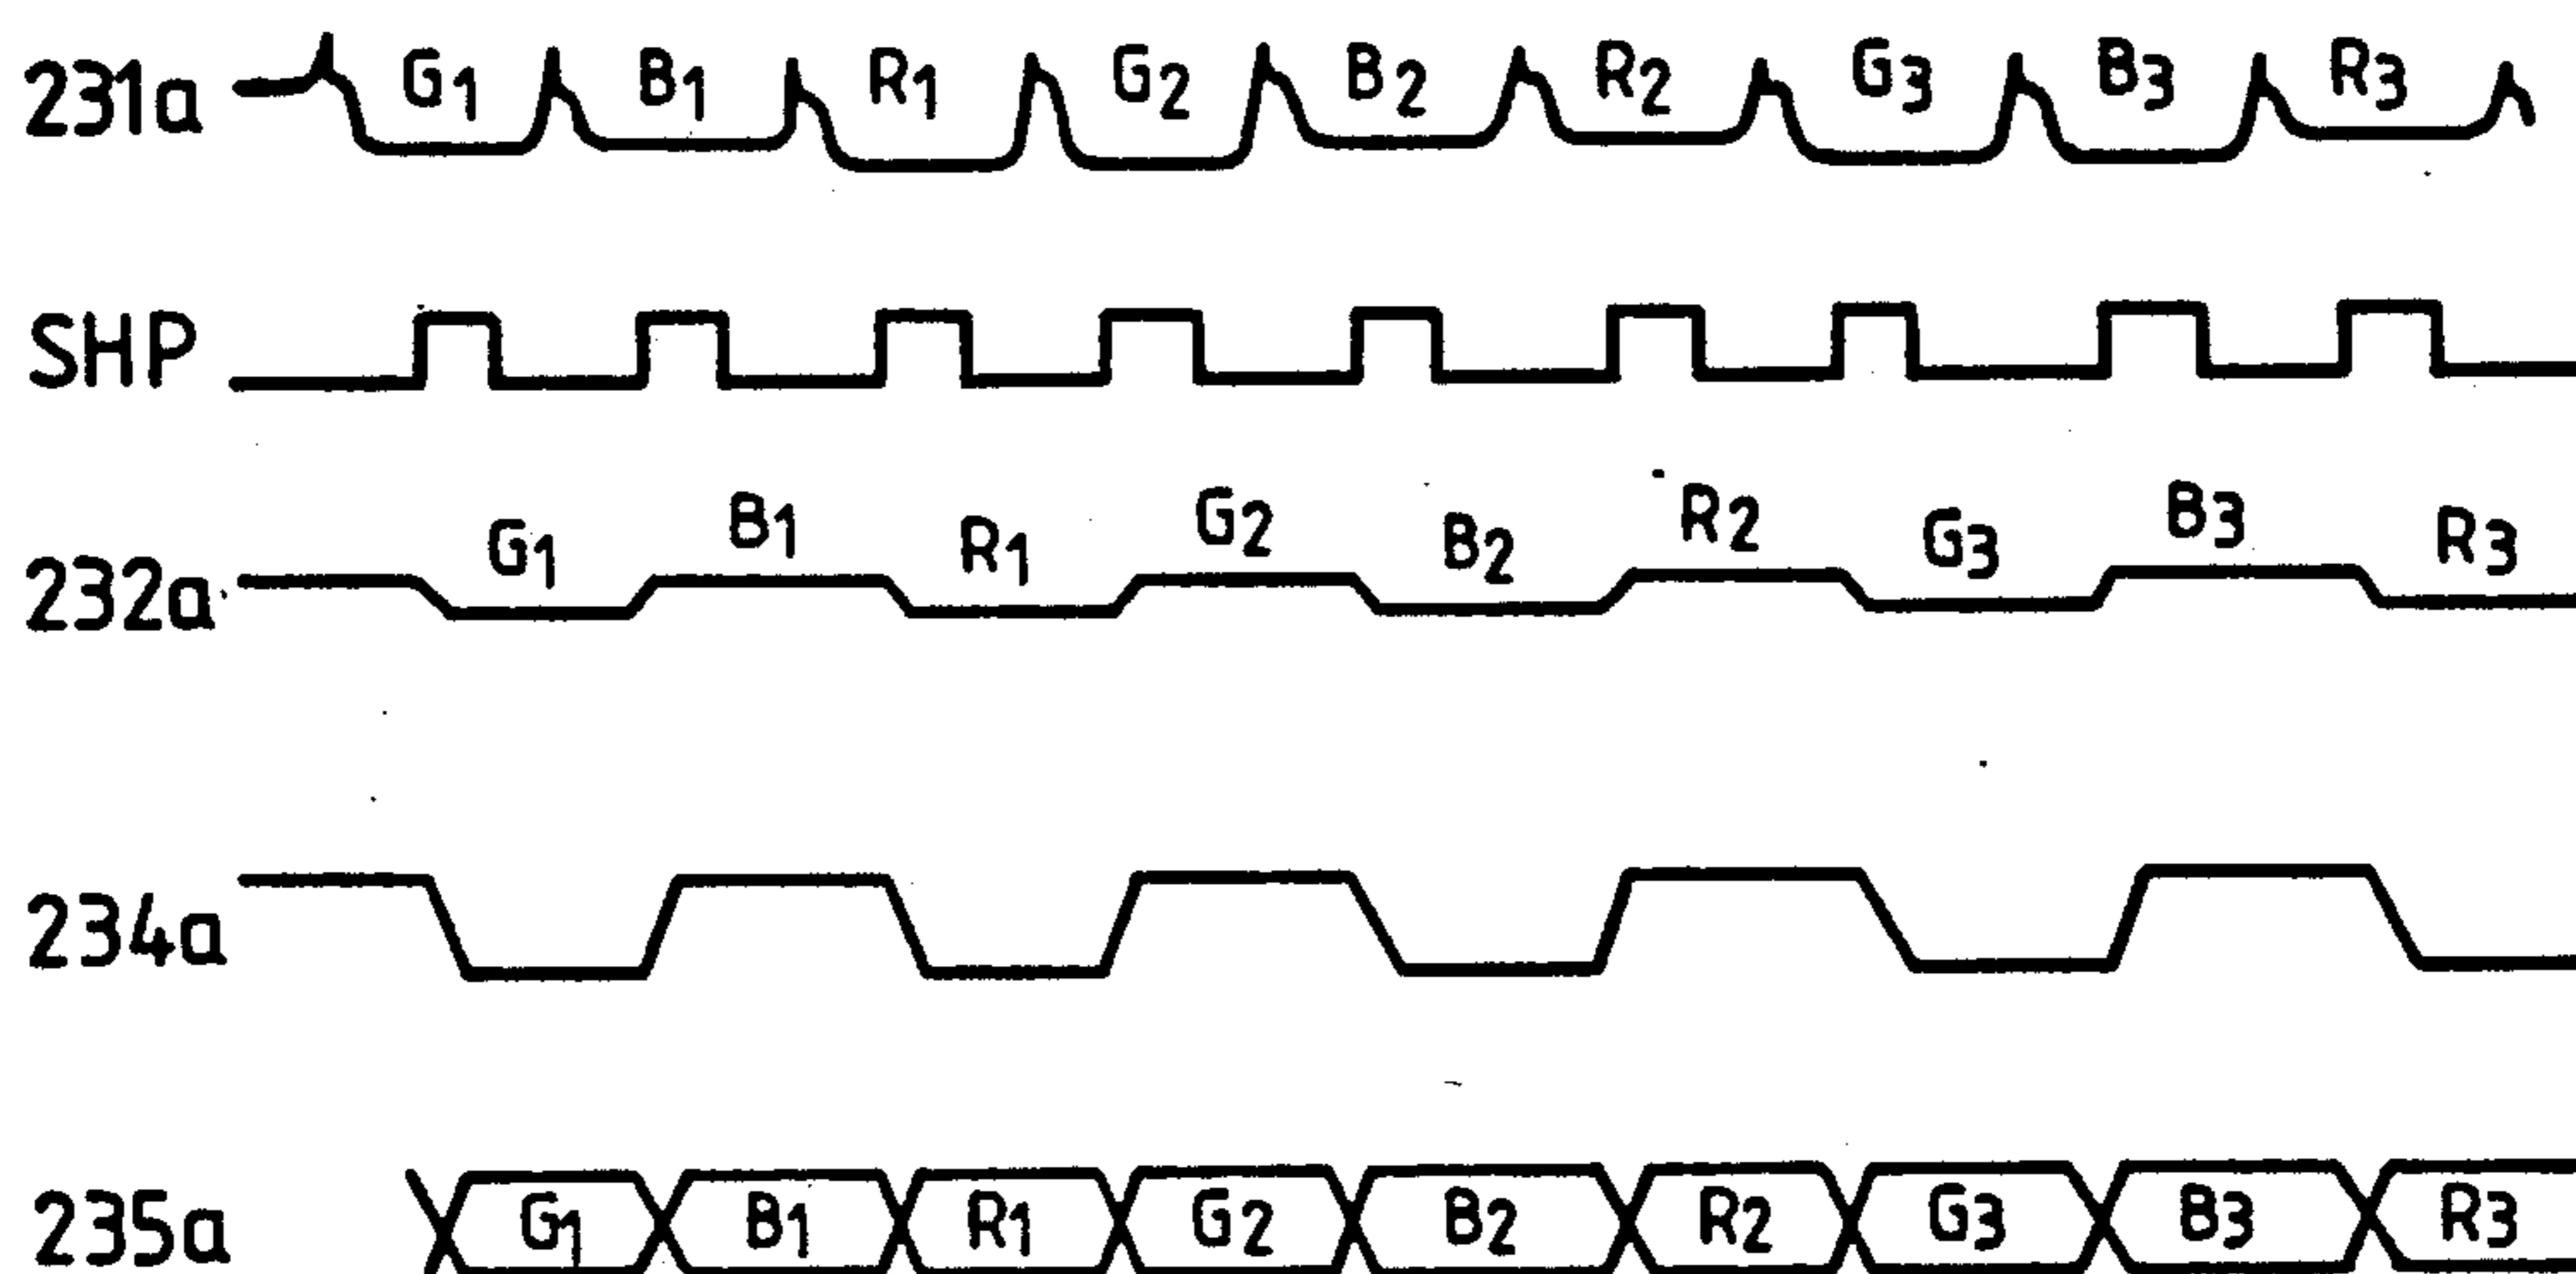 231a G1 B1 R1 G2 B2 R2 G3 B3 R3
SHP
232a G1 B1 R1 G2 B2 R2 G3 B3 R3
234a
235a G1 B1 R1 G2 B2 R2 G3 B3 R3